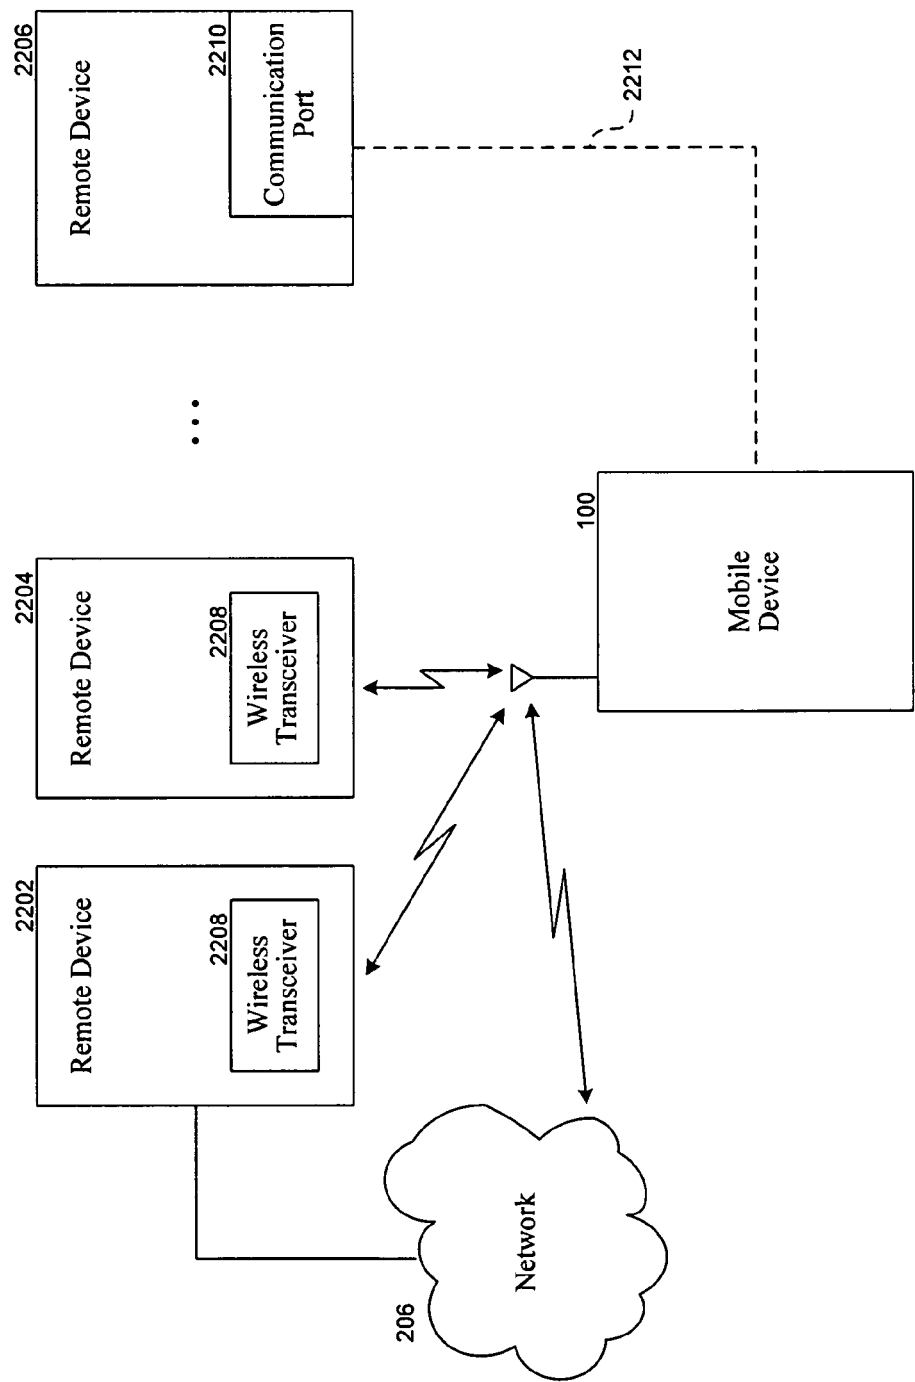 2202
Remote Device
2208
Wireless
Transceiver
2204
Remote Device
2208
Wireless
Transceiver
...
2206
Remote Device
2210
Communication
Port
2212
206
Network
100
Mobile
Device